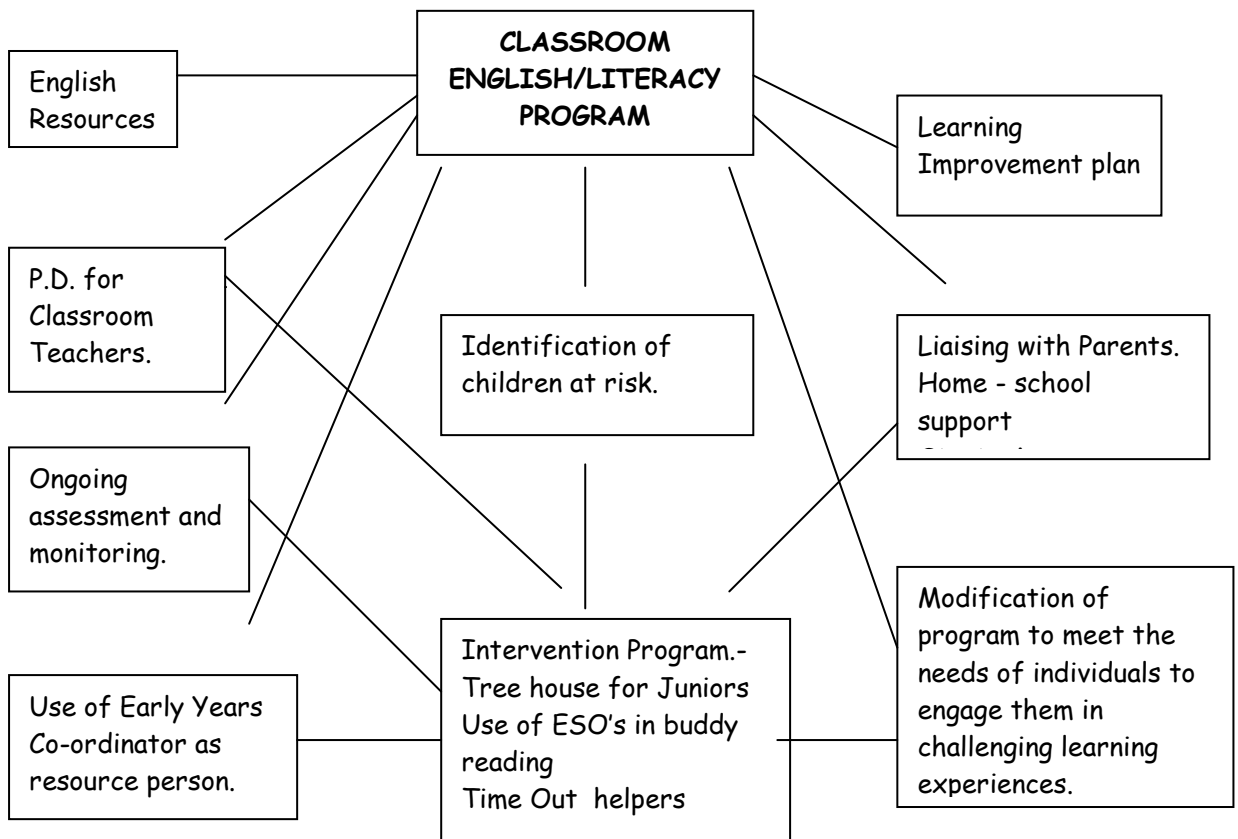 CLASSROOM
ENGLISH/LITERACY
PROGRAM
English
Resources
Learning
Improvement plan
P.D. for
Classroom
Teachers.
Identification of
children at risk.
Liaising with Parents.
Home - school
support
Ongoing
assessment and
monitoring.
Modification of
program to meet the
needs of individuals to
engage them in
challenging learning
experiences.
Intervention Program.-
Tree house for Juniors
Use of ESO's in buddy
reading
Time Out helpers
Use of Early Years
Co-ordinator as
resource person.